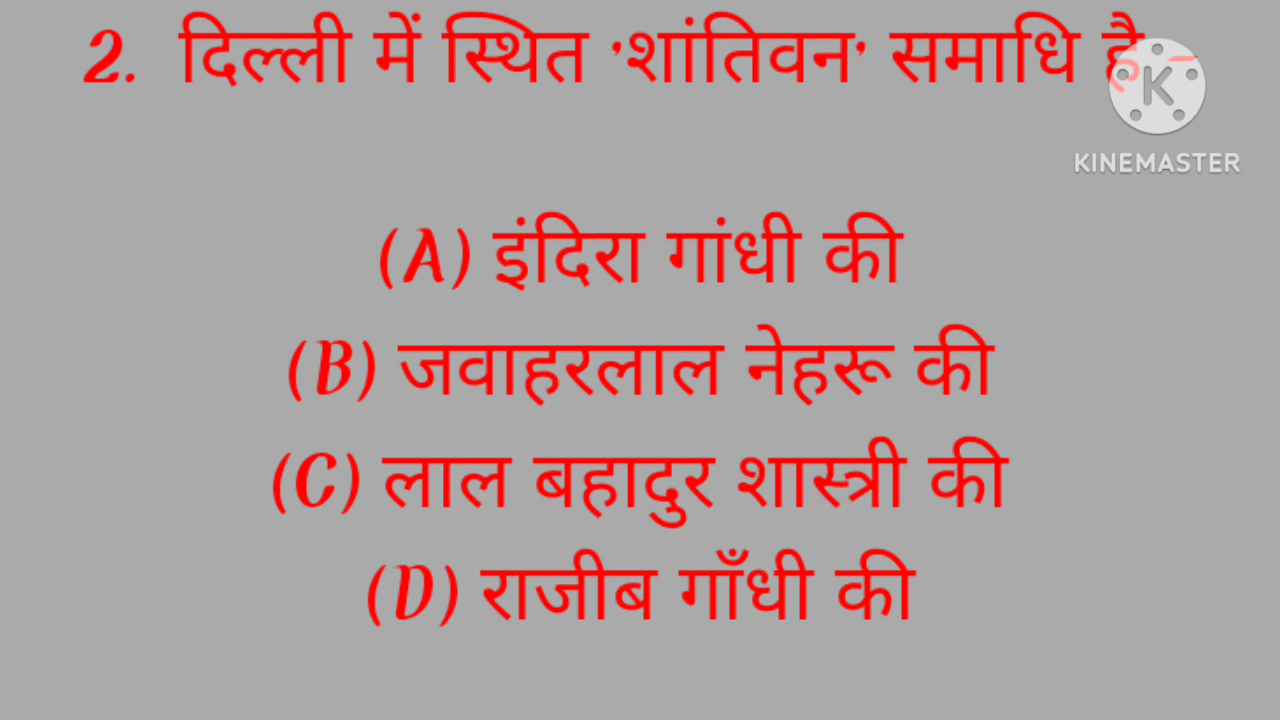 2. दिल्ली में स्थित 'शांतिवन' समाधि है –
KINEMASTER
(A) इंदिरा गांधी की
(B) जवाहरलाल नेहरू की
(C) लाल बहादुर शास्त्री की
(D) राजीब गाँधी की